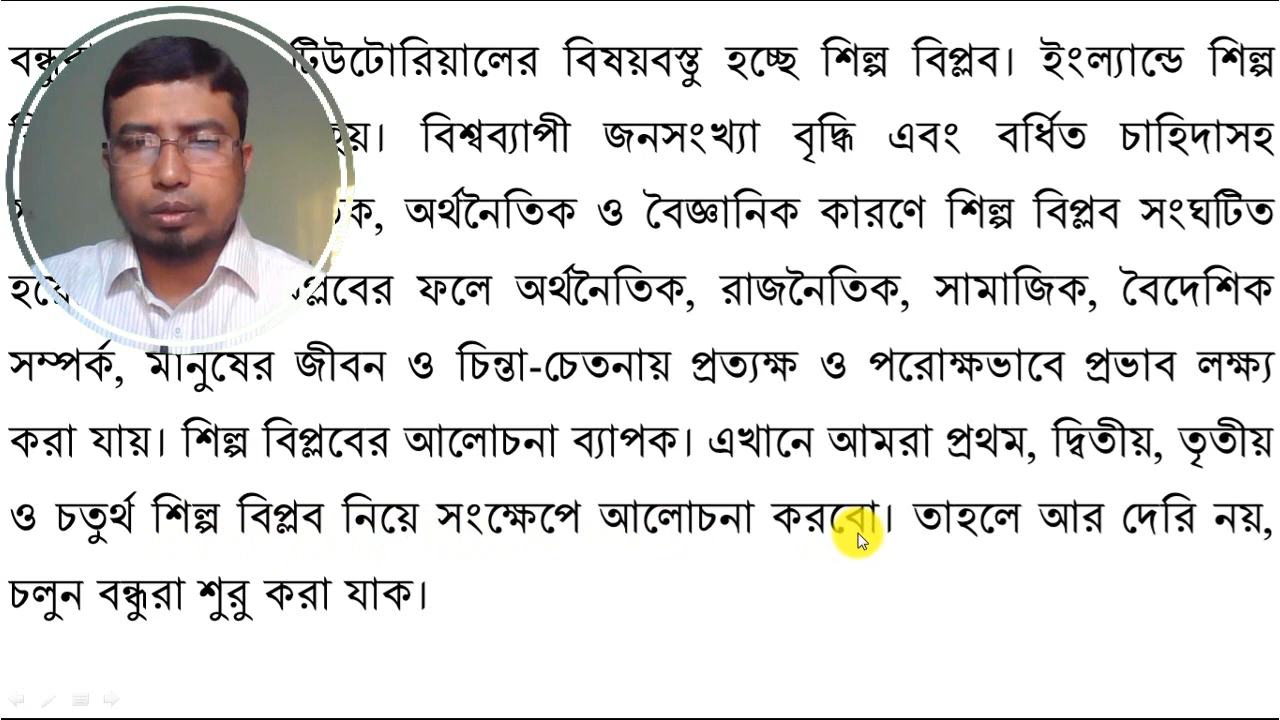 টিউটোরিয়ালের বিষয়বস্তু হচ্ছে শিল্প বিপ্লব। ইংল্যান্ডে শিল্প
বিশ্বব্যাপী জনসংখ্যা বৃদ্ধি এবং বর্ধিত চাহিদাসহ
অর্থনৈতিক ও বৈজ্ঞানিক কারণে শিল্প বিপ্লব সংঘটিত
ফলে অর্থনৈতিক, রাজনৈতিক, সামাজিক, বৈদেশিক
সম্পর্ক, মানুষের জীবন ও চিন্তা-চেতনায় প্রত্যক্ষ ও পরোক্ষভাবে প্রভাব লক্ষ্য
করা যায়। শিল্প বিপ্লবের আলোচনা ব্যাপক। এখানে আমরা প্রথম, দ্বিতীয়, তৃতীয়
ও চতুর্থ শিল্প বিপ্লব নিয়ে সংক্ষেপে আলোচনা করবো। তাহলে আর দেরি নয়,
চলুন বন্ধুরা শুরু করা যাক।